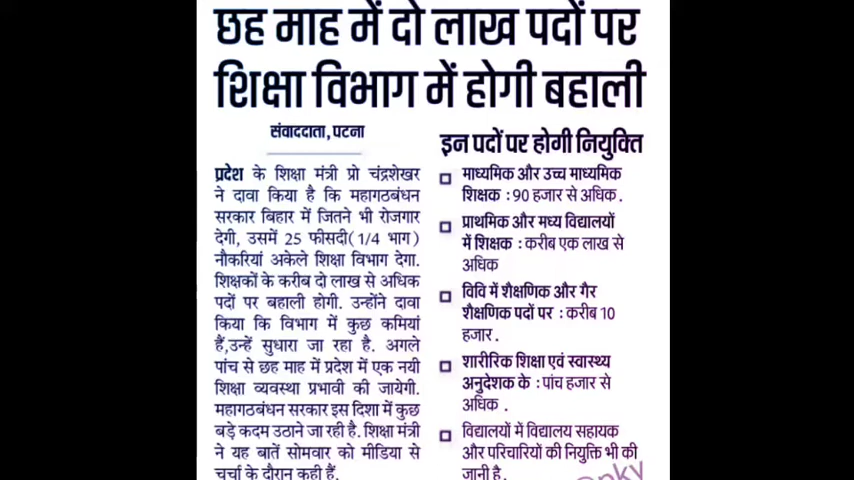 छह माह में दो लाख पदों पर
शिक्षा विभाग में होगी बहाली
संवाददाता, पटना
प्रदेश के शिक्षा मंत्री प्रो चंद्रशेखर
ने दावा किया है कि महागठबंधन
सरकार बिहार में जितने भी रोजगार
देगी, उसमें 25 फीसदी(1/4 भाग)
नौकरियां अकेले शिक्षा विभाग देगा.
शिक्षकों के करीब दो लाख से अधिक
पदों पर बहाली होगी. उन्होंने दावा
किया कि विभाग में कुछ कमियां
हैं,उन्हें सुधारा जा रहा है. अगले
पांच से छह माह में प्रदेश में एक नयी
शिक्षा व्यवस्था प्रभावी की जायेगी.
महागठबंधन सरकार इस दिशा में कुछ
बड़े कदम उठाने जा रही है. शिक्षा मंत्री
ने यह बातें सोमवार को मीडिया से
चर्चा के दौरान कही हैं.
इन पदों पर होगी नियुक्ति
माध्यमिक और उच्च माध्यमिक
शिक्षक : 90 हजार से अधिक .
प्राथमिक और मध्य विद्यालयों
में शिक्षक : करीब एक लाख से
अधिक
विवि में शैक्षणिक और गैर
शैक्षणिक पदों पर : करीब 10
हजार .
शारीरिक शिक्षा एवं स्वास्थ्य
अनुदेशक के : पांच हजार से
अधिक .
विद्यालयों में विद्यालय सहायक
और परिचारियों की नियुक्ति भी की
जानी है .